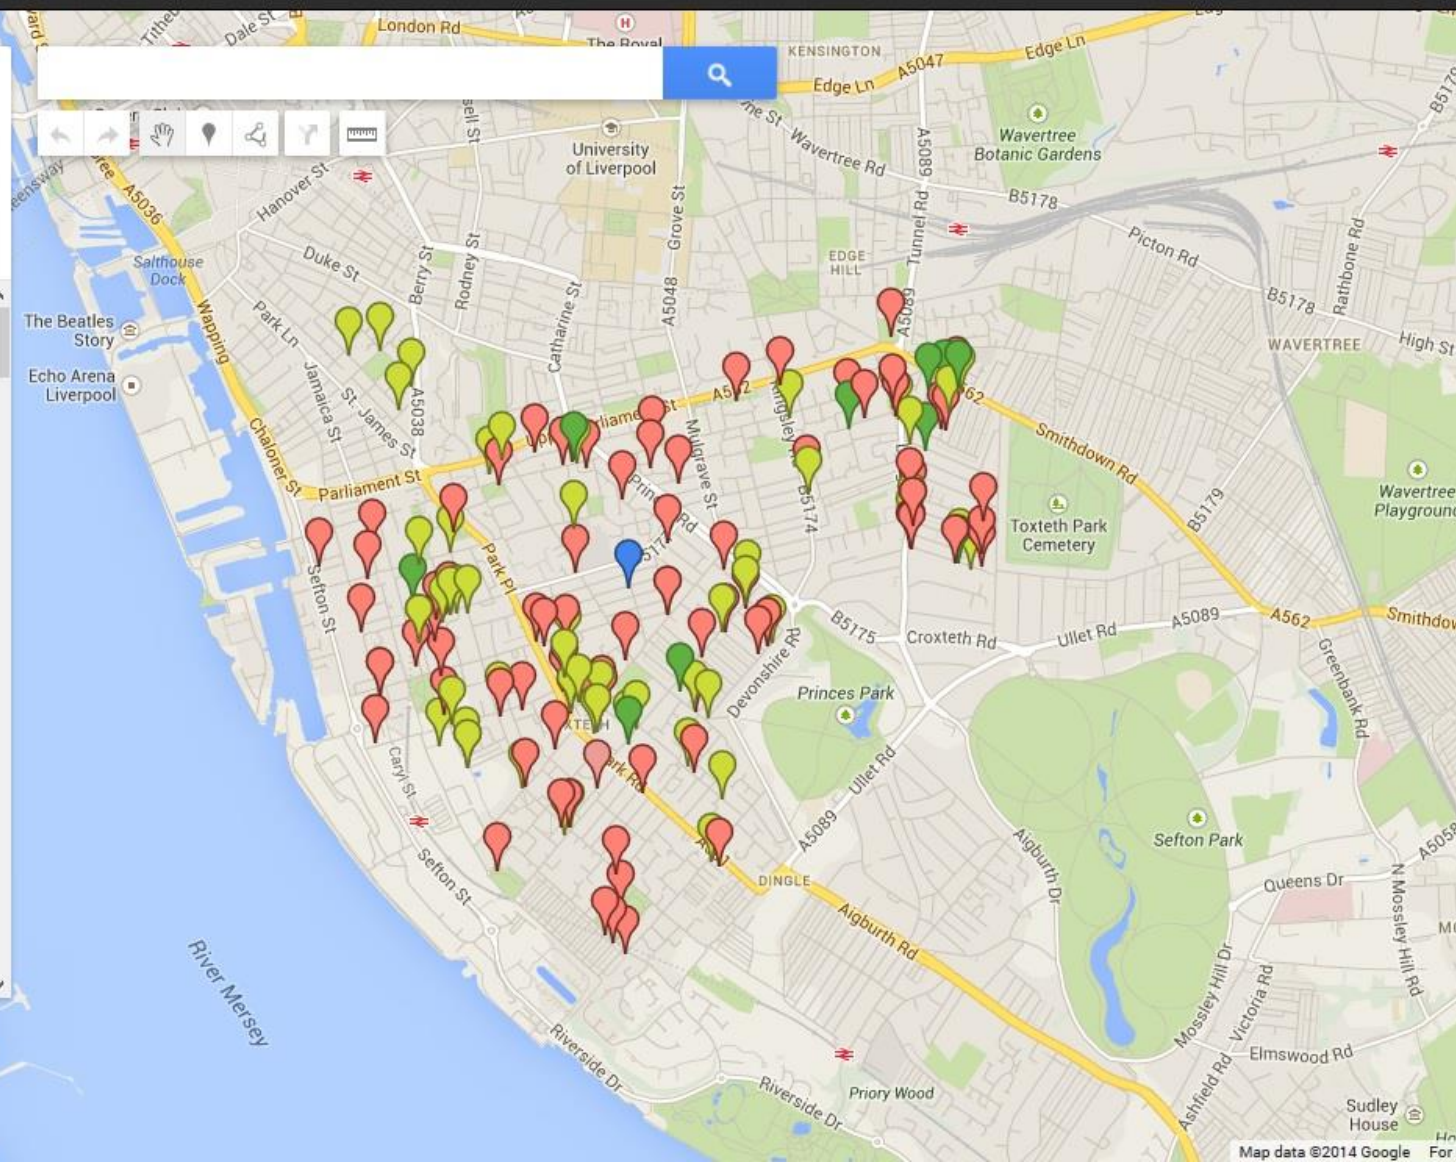 London Rd
Dale St
The Royal
KENSINGTON
Edge Ln
A5047
Edge Ln
B5178
Wavertree
Botanic Gardens
University
of Liverpool
Wavertree Rd
A5089
B5178
Tunnel Rd
Hanover St
A5036
Grove St
Picton Rd
Rathbone Rd
EDGE
HILL
Salthouse
Dock
Duke St
Berry St
Rodney St
Catharine St
A5048
A5089
B5178
High St
WAVERTREE
The Beatles
Story
Wapping
Park Ln
Echo Arena
Liverpool
Jamaica St
St. James St
A5038
Chaloner St
Parliament St
Mulgrave St
Smithdown Rd
B5174
B5179
Wavertree
Playground
Toxteth Park
Cemetery
Park Pl
Sefton St
B5175
Croxteth Rd
Ullet Rd
A5089
A562
Smithdow
Devonshire R
Princes Park
Greenbank Rd
Ullet Rd
Caryl St
A5089
Sefton Park
A5058
Aigburth Dr
DINGLE
Queens Dr
Sefton St
Aigburth Rd
N Mossley Hill Rd
River Mersey
Mossley Hill Dr
Victoria Rd
Elmswood Rd
Riverside Dr
Riverside Dr
Priory Wood
Ashfield Rd
Sudley
House
Map data ©2014 Google
For